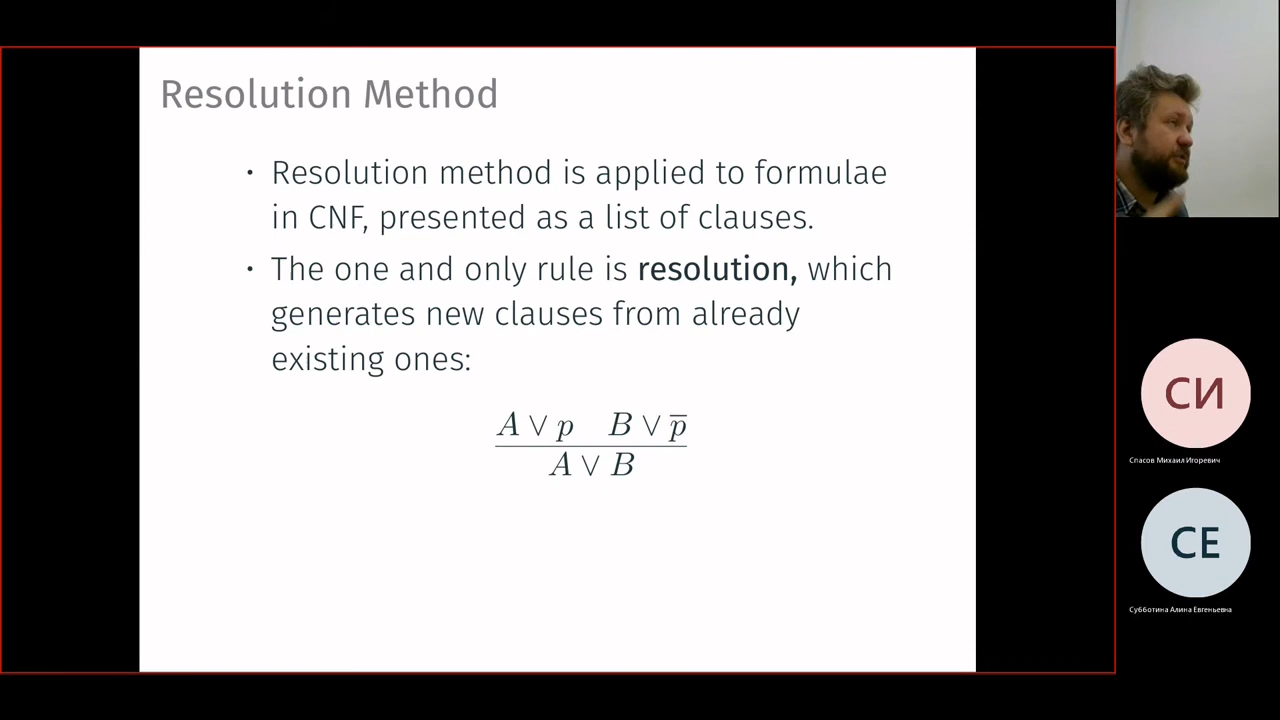 Resolution Method
• Resolution method is applied to formulae
in CNF, presented as a list of clauses.
• The one and only rule is resolution, which
generates new clauses from already
existing ones:
A ∨ p B ∨ p̅
A ∨ B
СИ
Спасов Михаил Игоревич
СЕ
Субботина Алина Евгеньевна